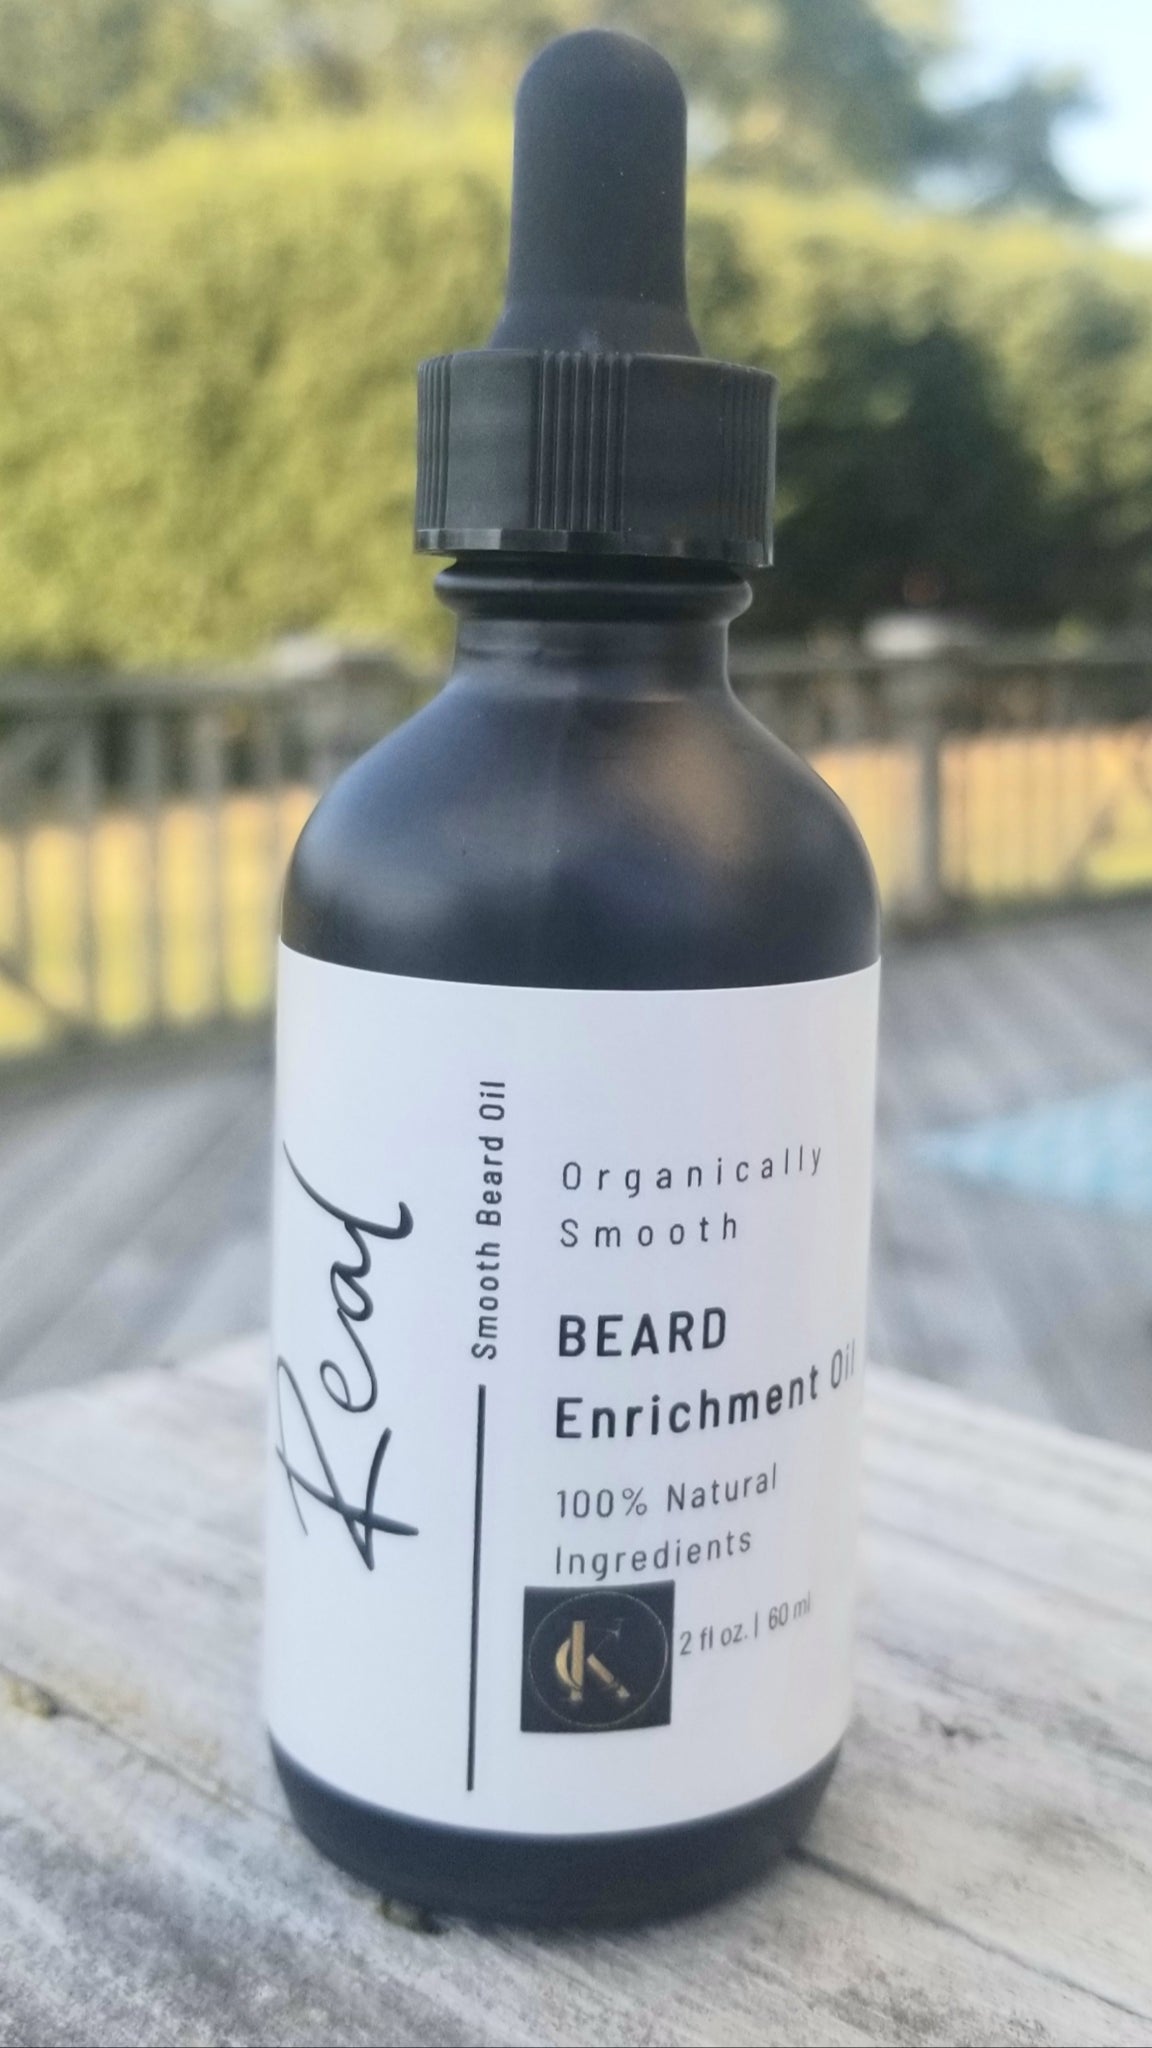 Real
Smooth Beard Oil
Organically
Smooth
BEARD
Enrichment Oil
100% Natural
Ingredients
K
2 fl oz. | 60 ml